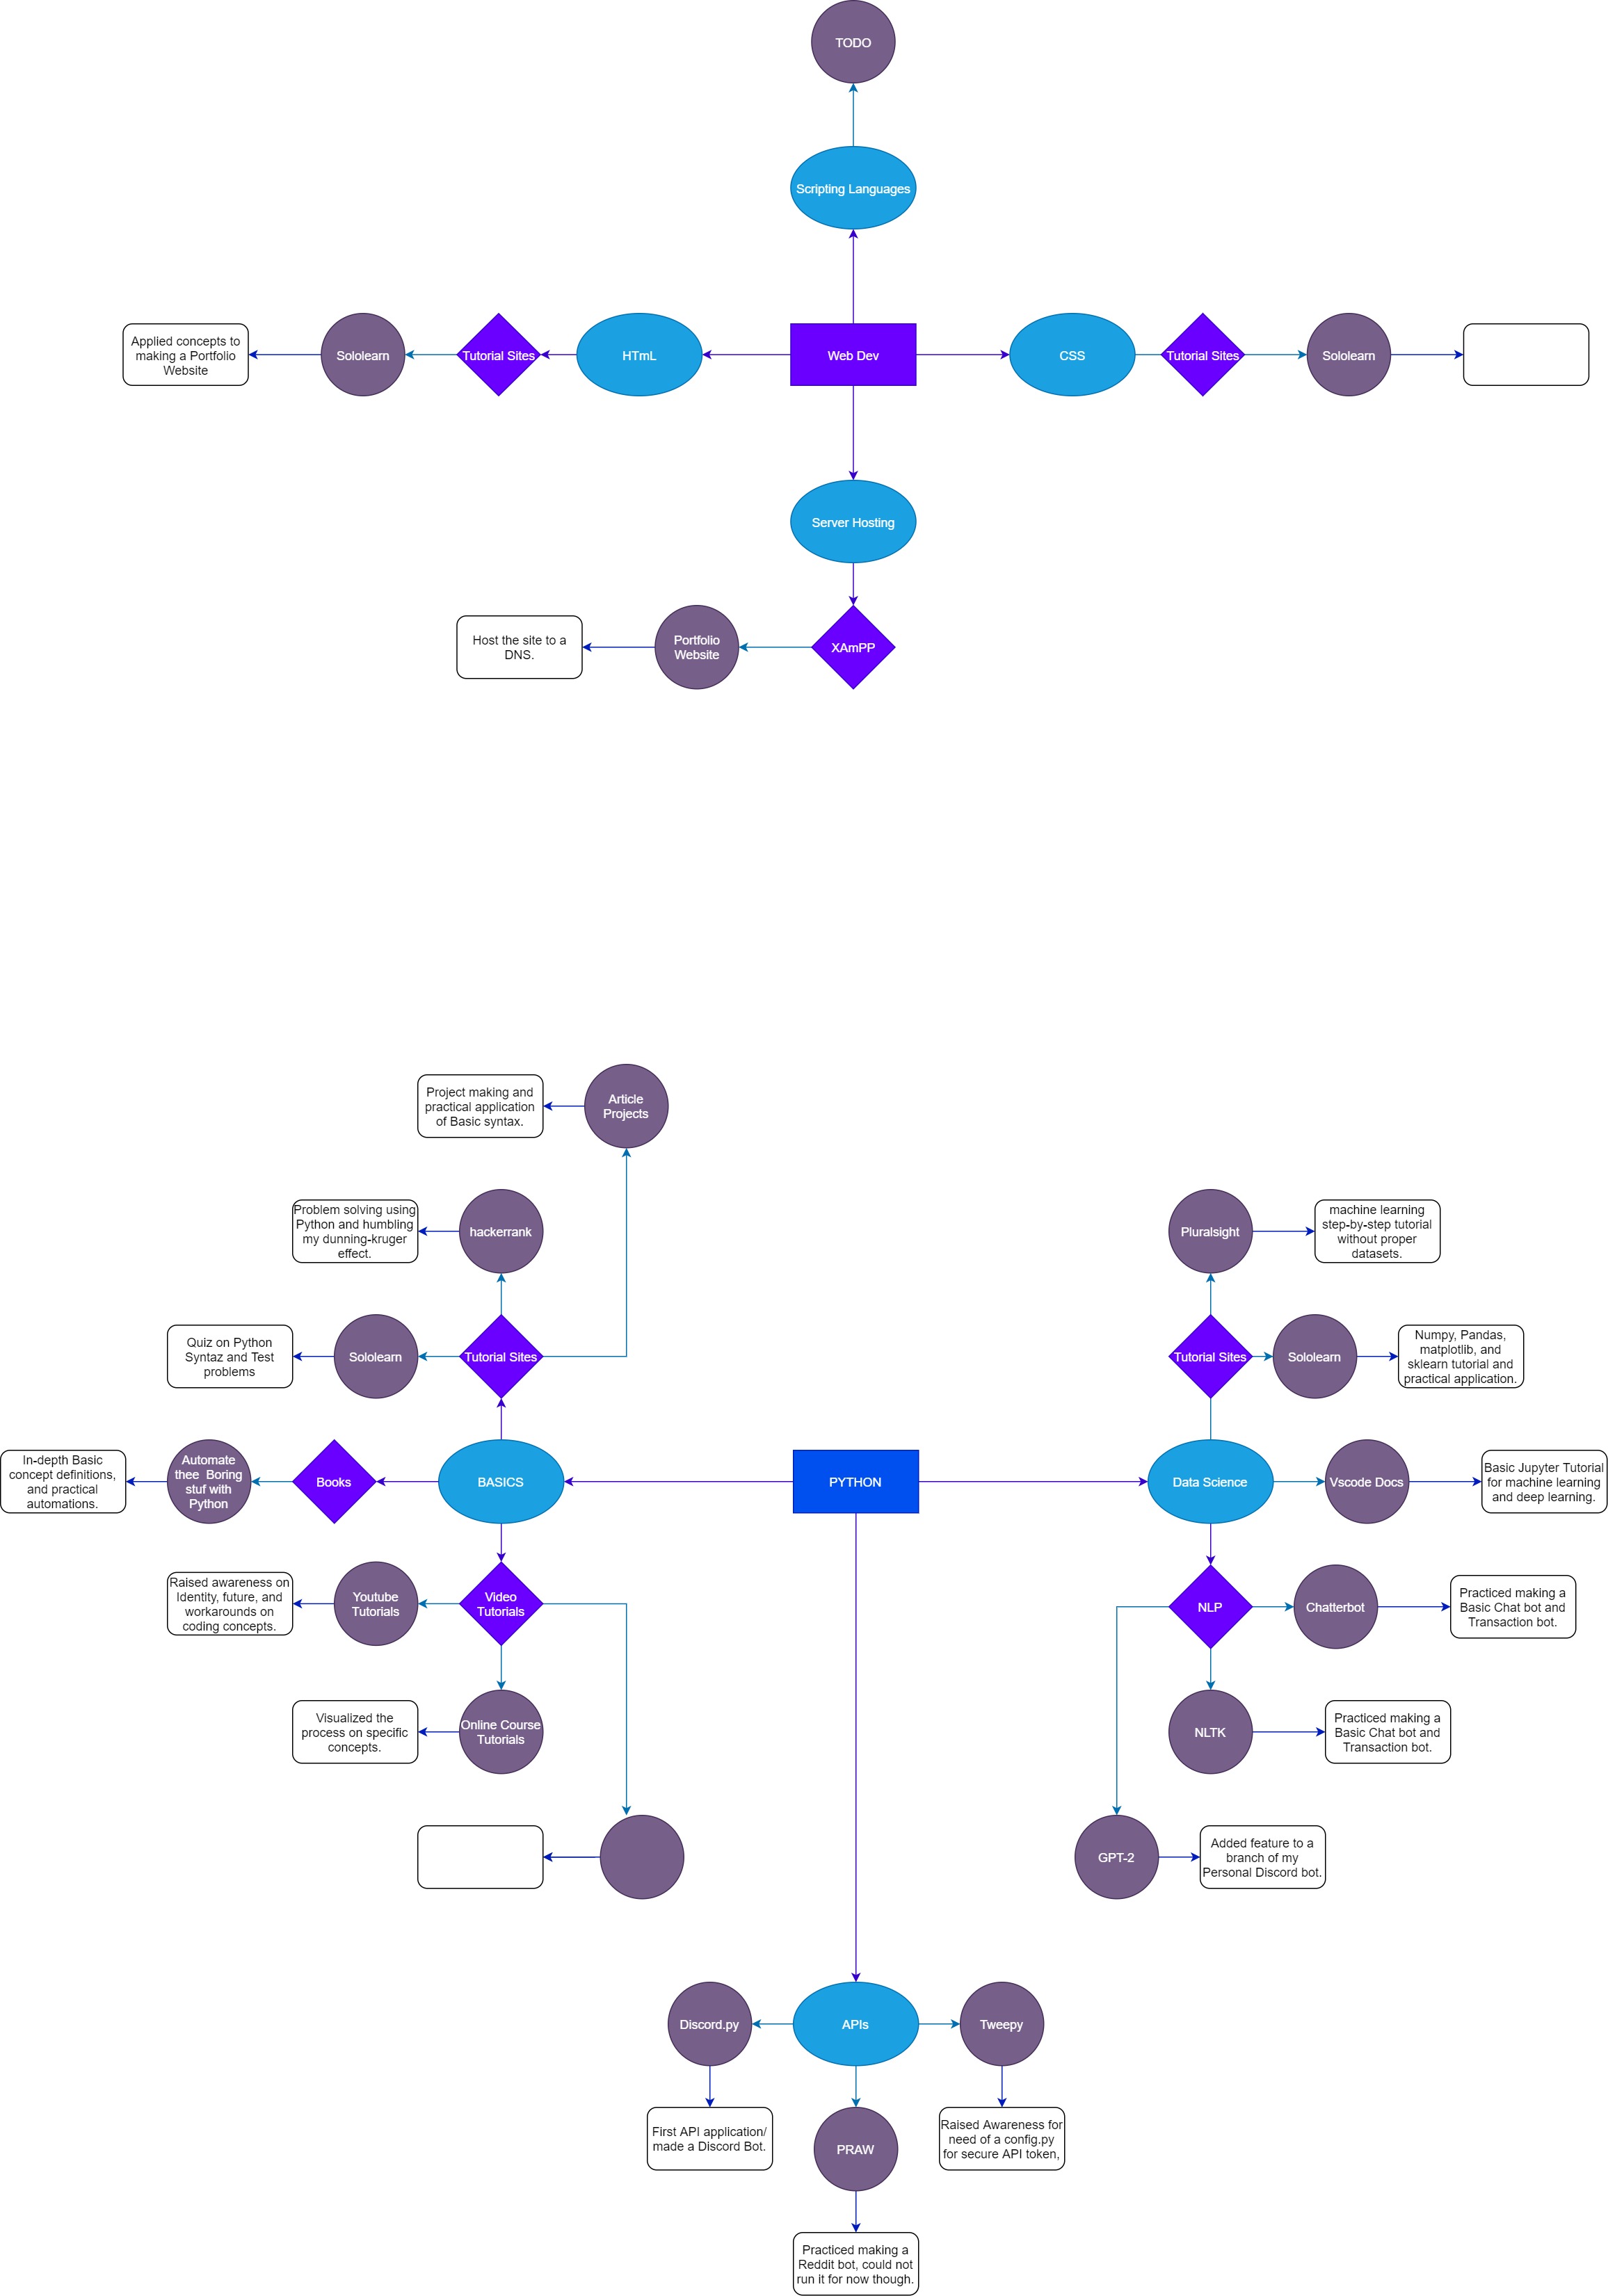 TODO
Scripting Languages
Applied concepts to
making a Portfolio
Website
Sololearn
Tutorial Sites
HTmL
Web Dev
CSS
Tutorial Sites
Sololearn
Server Hosting
Host the site to a
DNS.
Portfolio
Website
XAmPP
Project making and
practical application
of Basic syntax.
Article
Projects
Problem solving using
Python and humbling
my dunning-kruger
effect.
hackerrank
Pluralsight
machine learning
step-by-step tutorial
without proper
datasets.
Quiz on Python
Syntaz and Test
problems
Sololearn
Tutorial Sites
Tutorial Sites
Sololearn
Numpy, Pandas,
matplotlib, and
sklearn tutorial and
practical application.
In-depth Basic
concept definitions,
and practical
automations.
Automate
thee Boring
stuf with
Python
Books
BASICS
PYTHON
Data Science
Vscode Docs
Basic Jupyter Tutorial
for machine learning
and deep learning.
Raised awareness on
Identity, future, and
workarounds on
coding concepts.
Youtube
Tutorials
Video
Tutorials
NLP
Chatterbot
Practiced making a
Basic Chat bot and
Transaction bot.
Visualized the
process on specific
concepts.
Online Course
Tutorials
NLTK
Practiced making a
Basic Chat bot and
Transaction bot.
GPT-2
Added feature to a
branch of my
Personal Discord bot.
Discord.py
APIs
Tweepy
First API application/
made a Discord Bot.
PRAW
Raised Awareness for
need of a config.py
for secure API token,
Practiced making a
Reddit bot, could not
run it for now though.